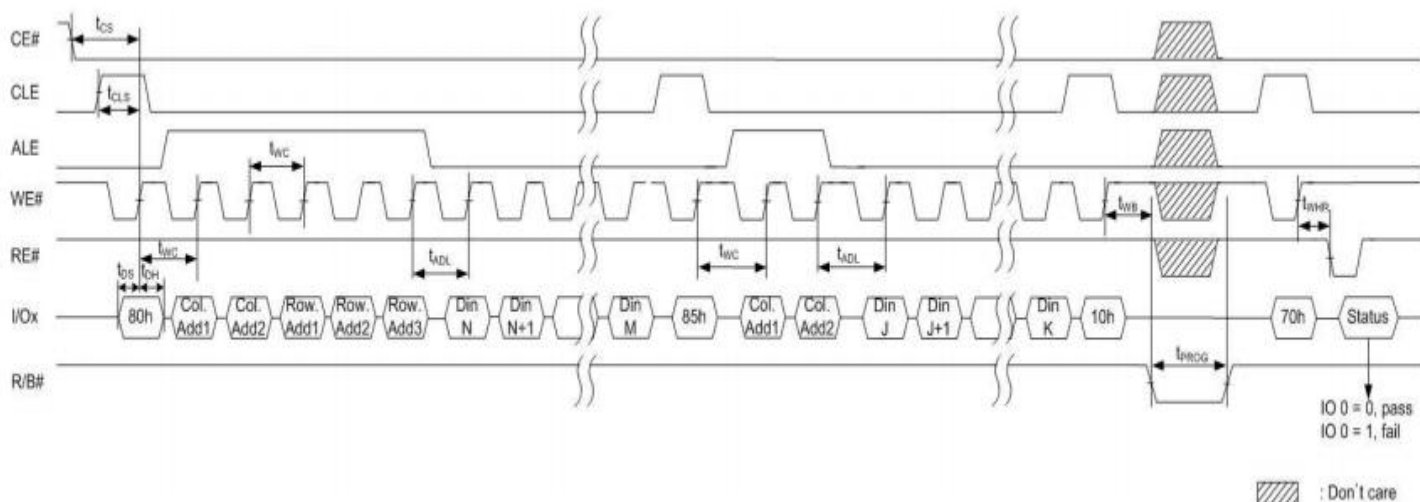 CE#
tCS
CLE
tCLS
ALE
tWC
WE#
tWB
tWHR
RE#
tWC
tADL
tWC
tADL
tDS
tDH
I/Ox
80h
Col. Add1
Col. Add2
Row. Add1
Row. Add2
Row. Add3
Din N
Din N+1
Din M
85h
Col. Add1
Col. Add2
Din J
Din J+1
Din K
10h
70h
Status
tPROG
R/B#
IO 0 = 0, pass
IO 0 = 1, fail
: Don't care